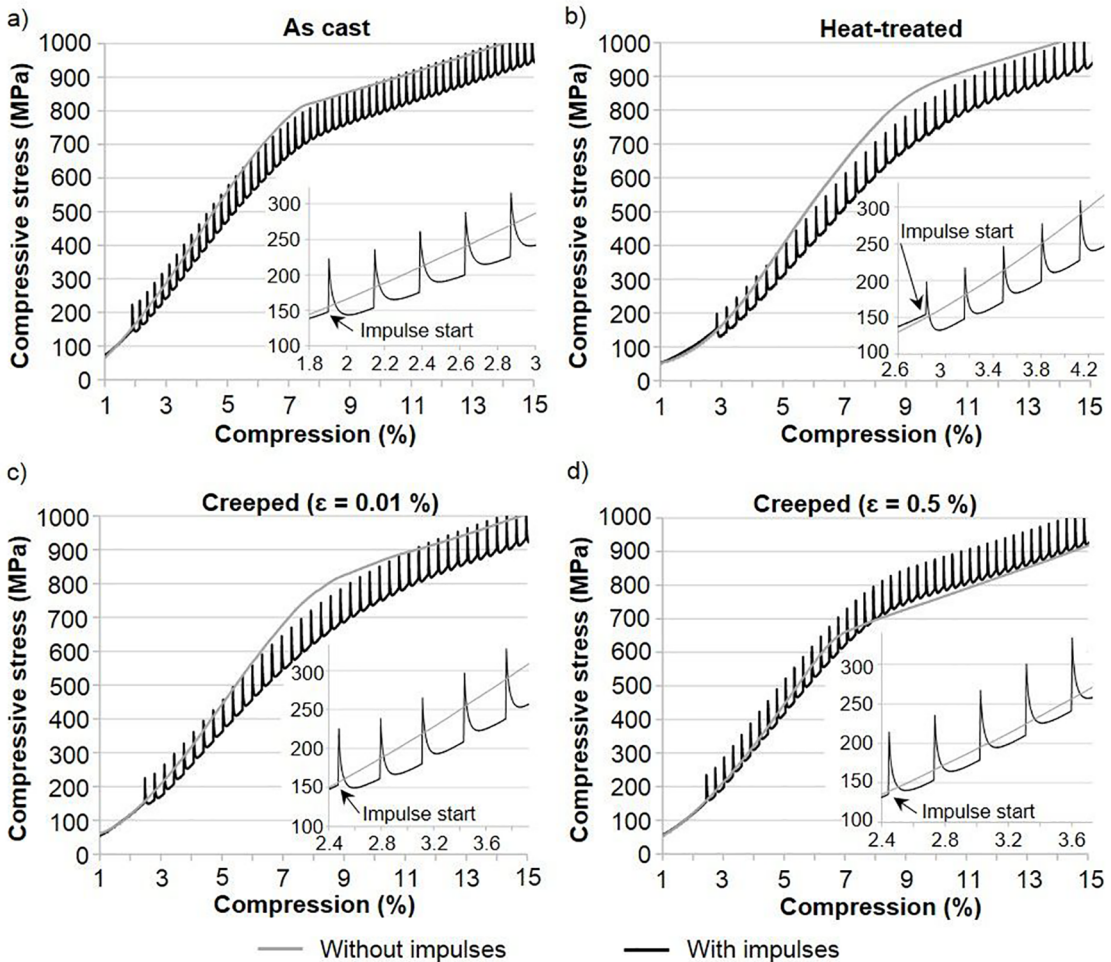 a)
As cast
Compressive stress (MPa)
1000
900
800
700
600
500
400
300
200
100
0
300
250
200
150
100
Impulse start
1.8 2 2.2 2.4 2.6 2.8 3
1 3 5 7 9 11 13 15
Compression (%)
b)
Heat-treated
Compressive stress (MPa)
1000
900
800
700
600
500
400
300
200
100
0
300
250
200
150
100
Impulse start
2.6 3 3.4 3.8 4.2
1 3 5 7 9 11 13 15
Compression (%)
c)
Creeped (ε = 0.01 %)
Compressive stress (MPa)
1000
900
800
700
600
500
400
300
200
100
0
300
250
200
150
100
Impulse start
2.4 2.8 3.2 3.6
1 3 5 7 9 11 13 15
Compression (%)
d)
Creeped (ε = 0.5 %)
Compressive stress (MPa)
1000
900
800
700
600
500
400
300
200
100
0
300
250
200
150
100
Impulse start
2.4 2.8 3.2 3.6
1 3 5 7 9 11 13 15
Compression (%)
Without impulses
With impulses